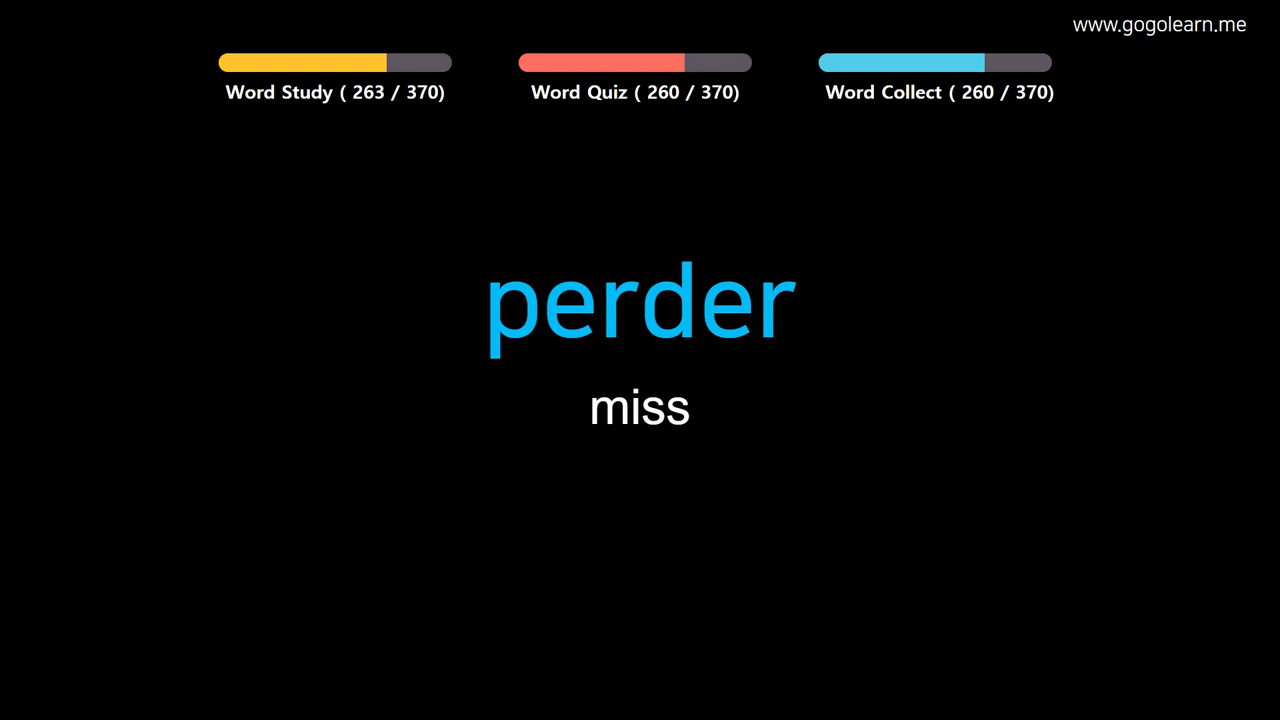 www.gogolearn.me
Word Study ( 263 / 370)
Word Quiz ( 260 / 370)
Word Collect ( 260 / 370)
perder
miss